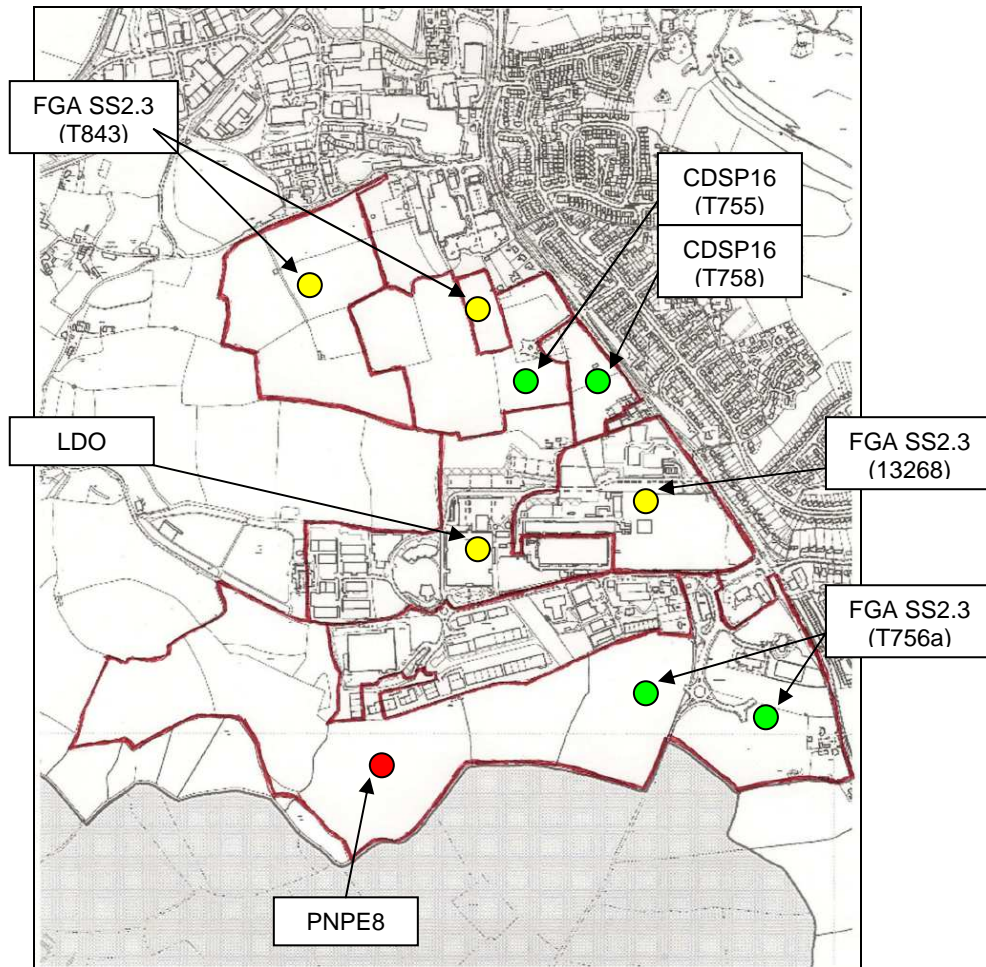 FGA SS2.3
(T843)
CDSP16
(T755)
CDSP16
(T758)
LDO
FGA SS2.3
(13268)
FGA SS2.3
(T756a)
PNPE8